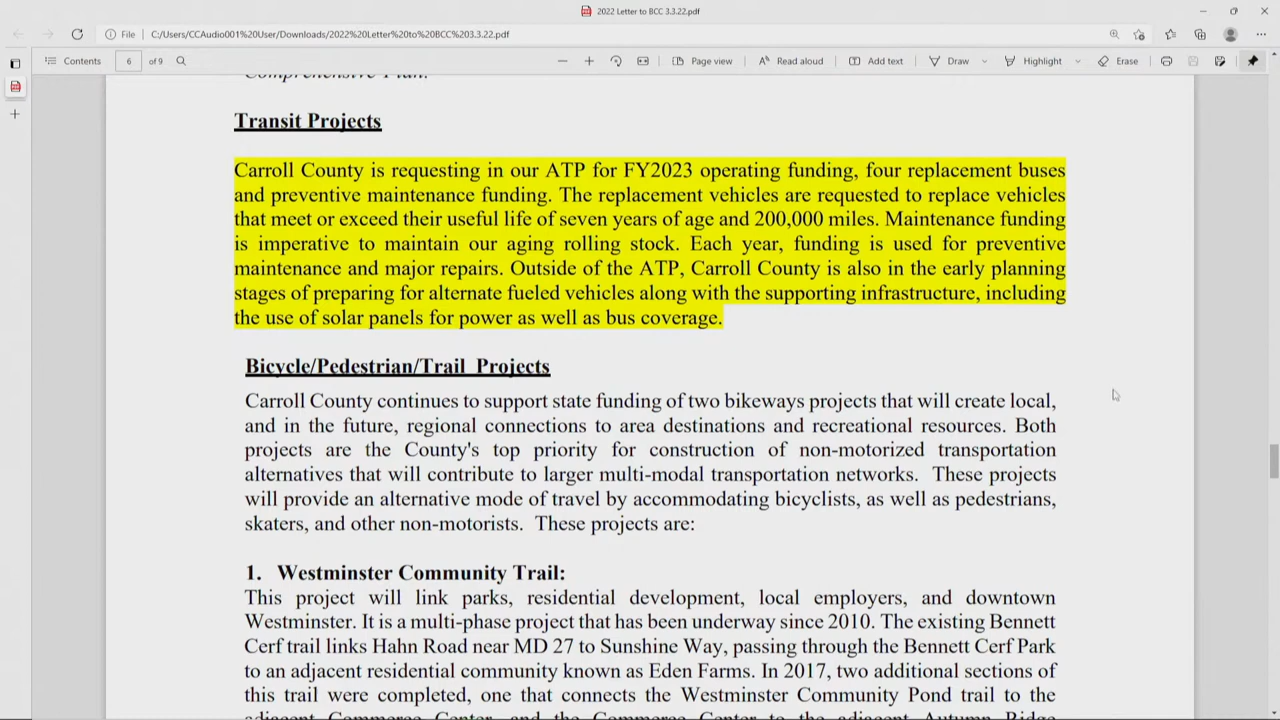 2022 Letter to BCC 3.3.22.pdf
File
C:/Users/CCAudio001%20User/Downloads/2022%20Letter%20to%20BCC%203.3.22.pdf
Contents 6 of 9 Page view Read aloud Add text Draw Highlight Erase
Comprehensive Plan.
Transit Projects
Carroll County is requesting in our ATP for FY2023 operating funding, four replacement buses
and preventive maintenance funding. The replacement vehicles are requested to replace vehicles
that meet or exceed their useful life of seven years of age and 200,000 miles. Maintenance funding
is imperative to maintain our aging rolling stock. Each year, funding is used for preventive
maintenance and major repairs. Outside of the ATP, Carroll County is also in the early planning
stages of preparing for alternate fueled vehicles along with the supporting infrastructure, including
the use of solar panels for power as well as bus coverage.
Bicycle/Pedestrian/Trail Projects
Carroll County continues to support state funding of two bikeways projects that will create local,
and in the future, regional connections to area destinations and recreational resources. Both
projects are the County's top priority for construction of non-motorized transportation
alternatives that will contribute to larger multi-modal transportation networks. These projects
will provide an alternative mode of travel by accommodating bicyclists, as well as pedestrians,
skaters, and other non-motorists. These projects are:
1. Westminster Community Trail:
This project will link parks, residential development, local employers, and downtown
Westminster. It is a multi-phase project that has been underway since 2010. The existing Bennett
Cerf trail links Hahn Road near MD 27 to Sunshine Way, passing through the Bennett Cerf Park
to an adjacent residential community known as Eden Farms. In 2017, two additional sections of
this trail were completed, one that connects the Westminster Community Pond trail to the
adjacent Commerce Center, and the Commerce Center to the adjacent Autumn Ridge